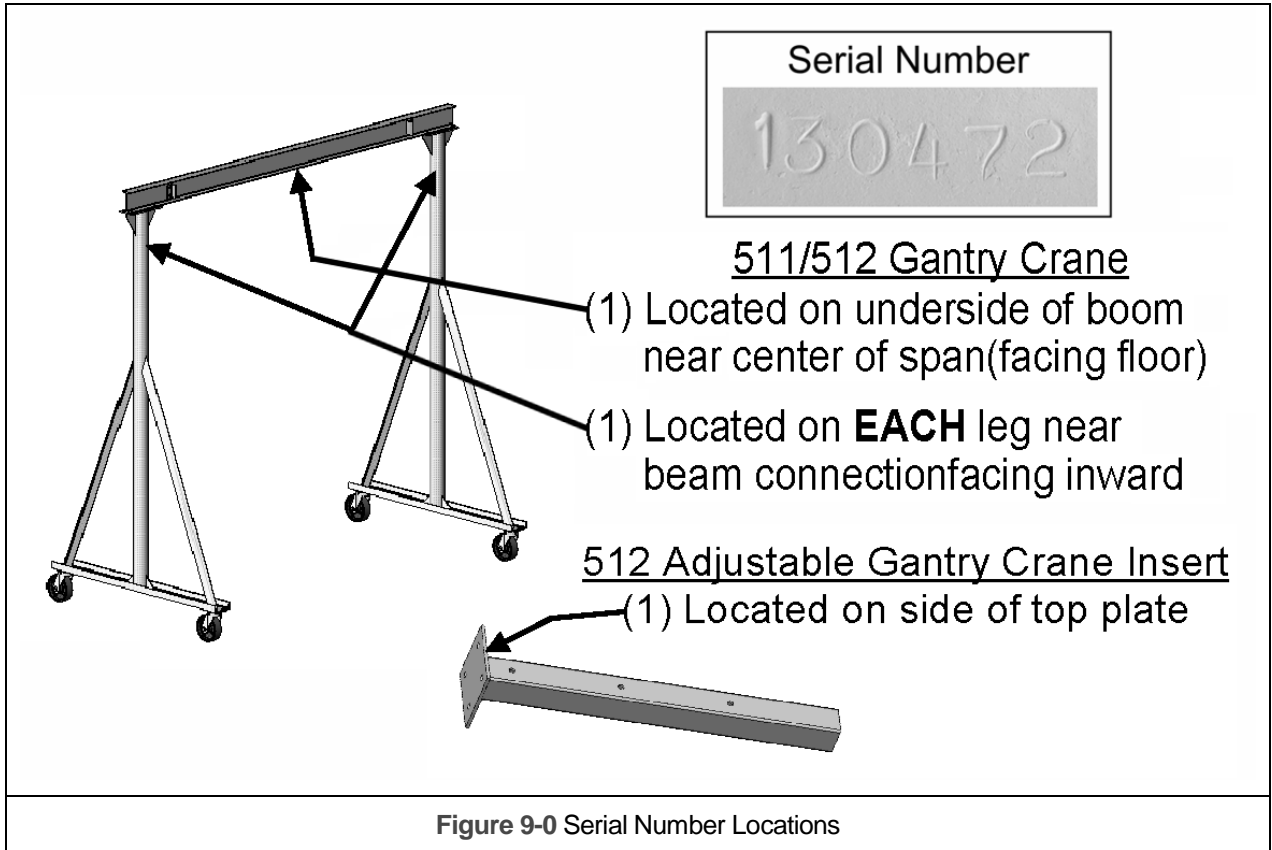 Serial Number
130472
511/512 Gantry Crane
(1) Located on underside of boom
near center of span(facing floor)
(1) Located on EACH leg near
beam connectionfacing inward
512 Adjustable Gantry Crane Insert
(1) Located on side of top plate
Figure 9-0 Serial Number Locations